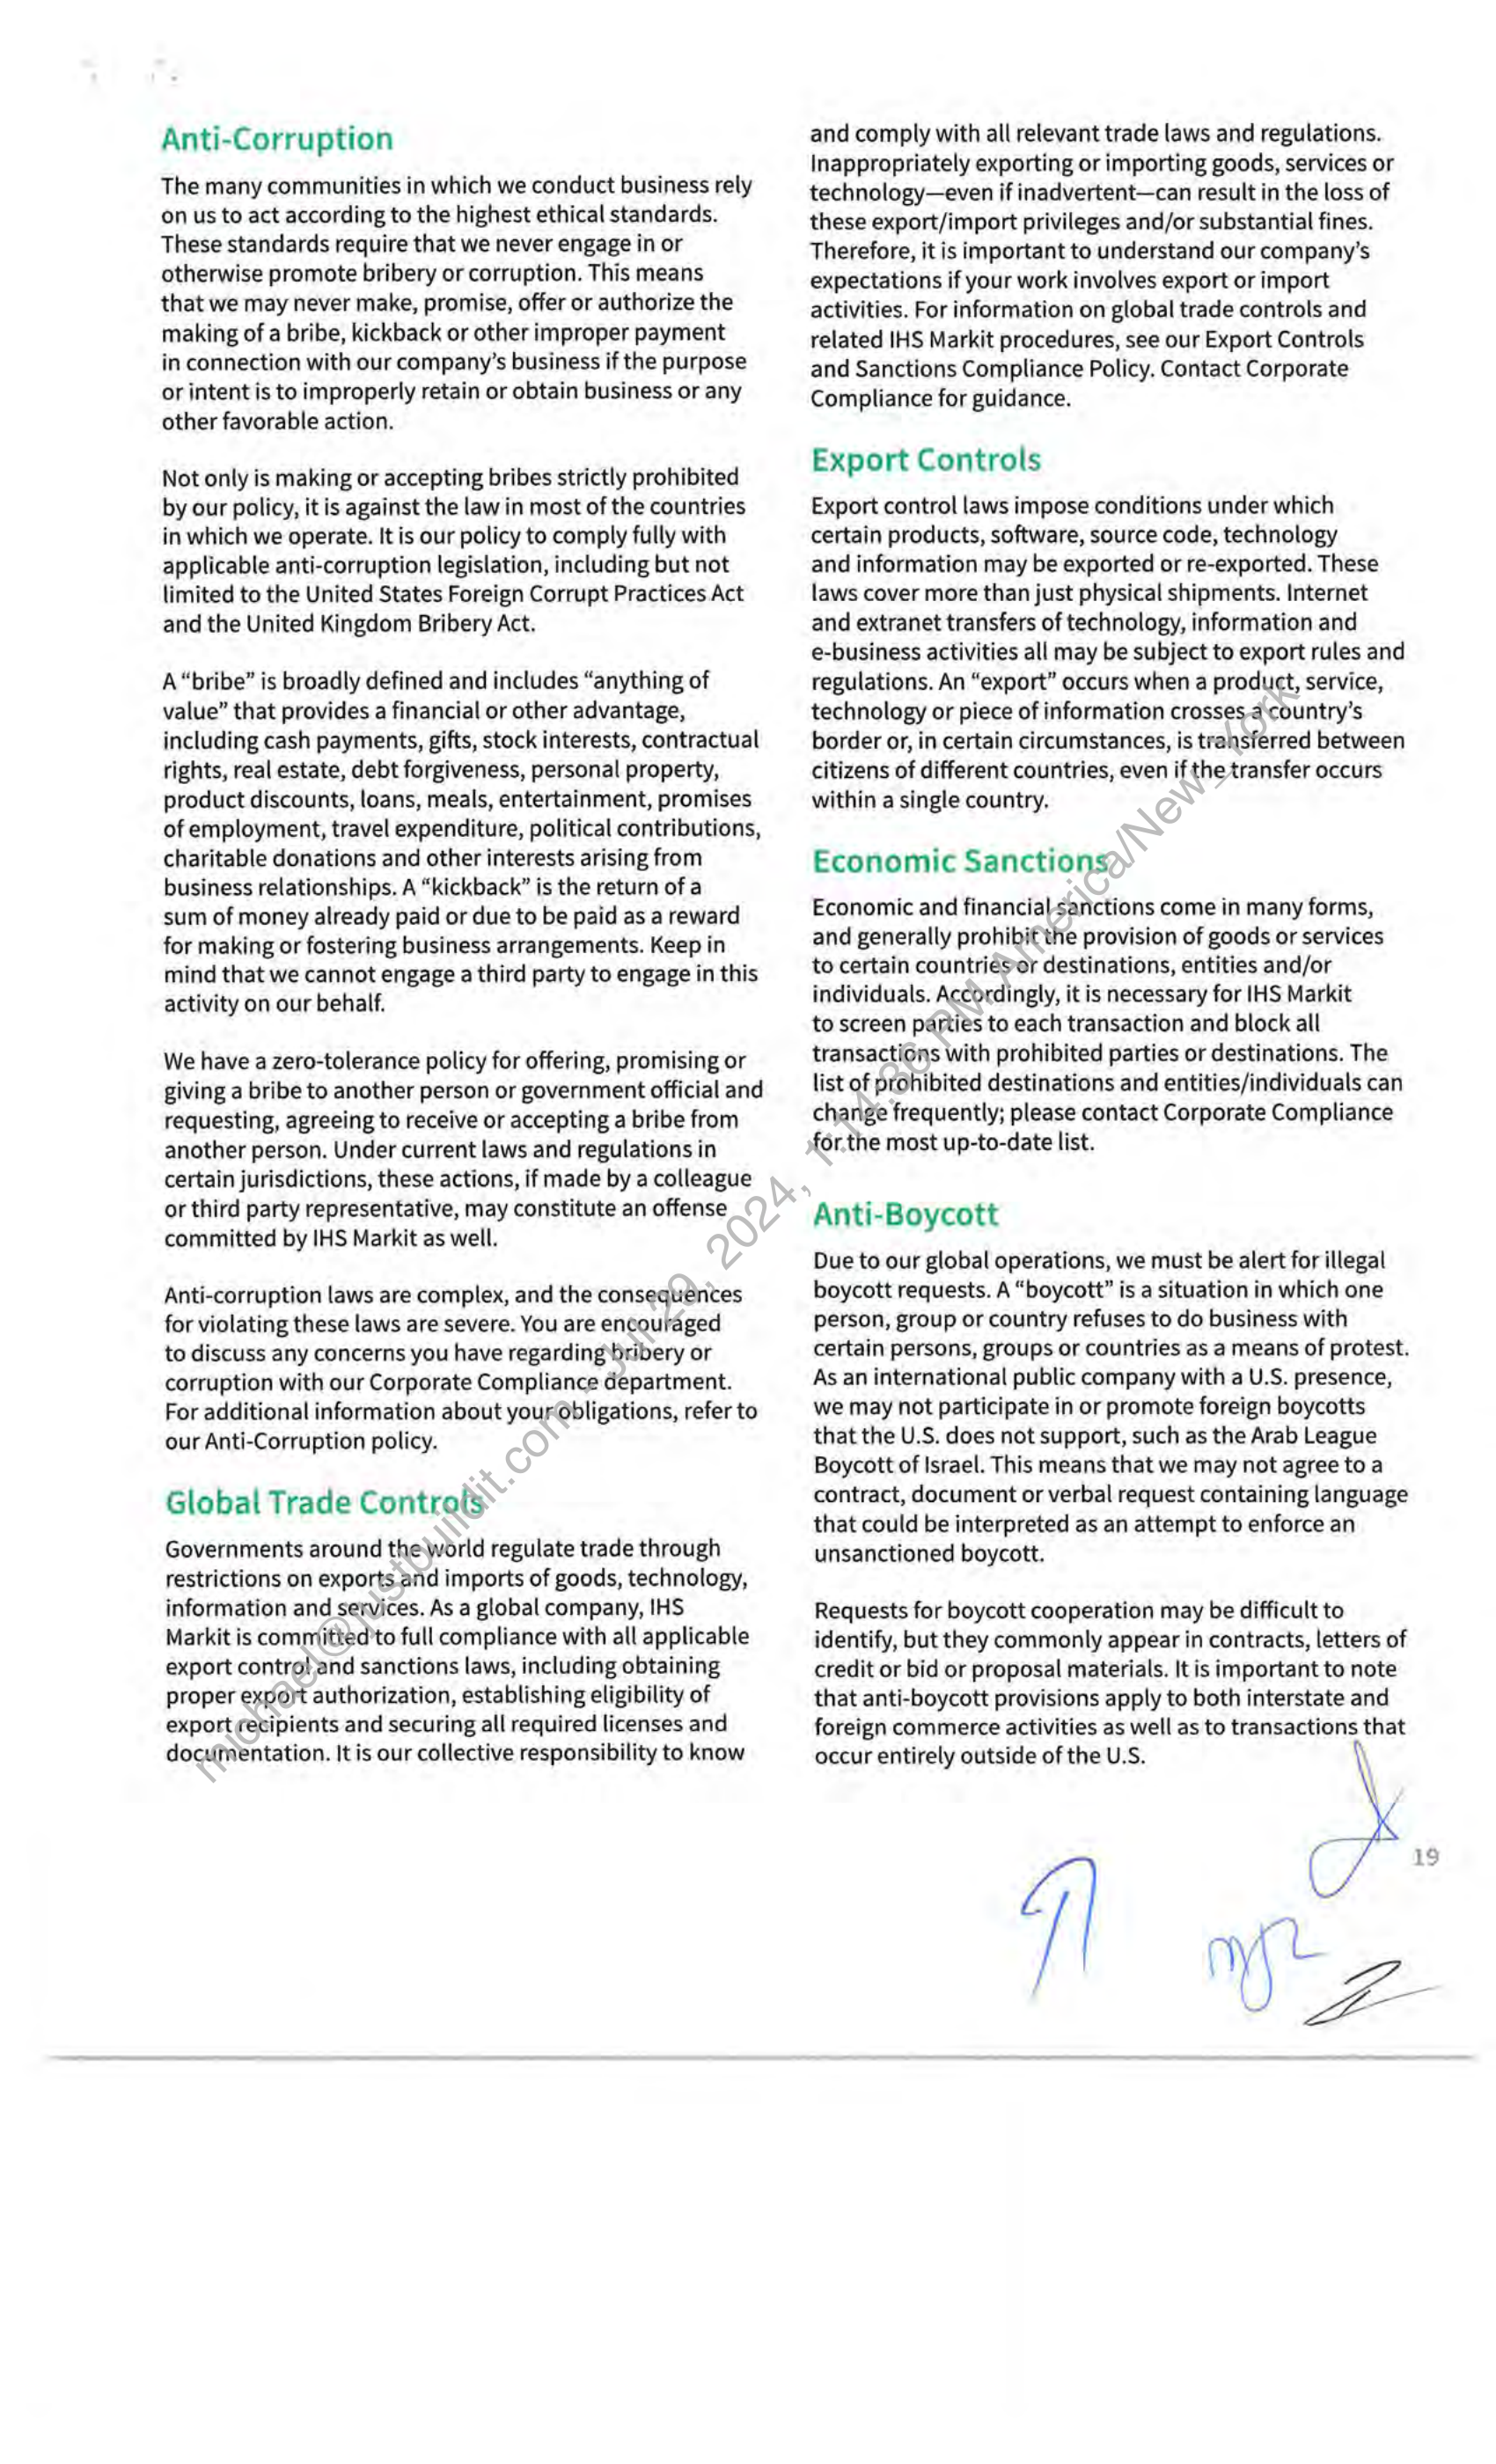 Anti-Corruption
The many communities in which we conduct business rely
on us to act according to the highest ethical standards.
These standards require that we never engage in or
otherwise promote bribery or corruption. This means
that we may never make, promise, offer or authorize the
making of a bribe, kickback or other improper payment
in connection with our company's business if the purpose
or intent is to improperly retain or obtain business or any
other favorable action.
Not only is making or accepting bribes strictly prohibited
by our policy, it is against the law in most of the countries
in which we operate. It is our policy to comply fully with
applicable anti-corruption legislation, including but not
limited to the United States Foreign Corrupt Practices Act
and the United Kingdom Bribery Act.
A “bribe” is broadly defined and includes “anything of
value” that provides a financial or other advantage,
including cash payments, gifts, stock interests, contractual
rights, real estate, debt forgiveness, personal property,
product discounts, loans, meals, entertainment, promises
of employment, travel expenditure, political contributions,
charitable donations and other interests arising from
business relationships. A “kickback” is the return of a
sum of money already paid or due to be paid as a reward
for making or fostering business arrangements. Keep in
mind that we cannot engage a third party to engage in this
activity on our behalf.
We have a zero-tolerance policy for offering, promising or
giving a bribe to another person or government official and
requesting, agreeing to receive or accepting a bribe from
another person. Under current laws and regulations in
certain jurisdictions, these actions, if made by a colleague
or third party representative, may constitute an offense
committed by IHS Markit as well.
Anti-corruption laws are complex, and the consequences
for violating these laws are severe. You are encouraged
to discuss any concerns you have regarding bribery or
corruption with our Corporate Compliance department.
For additional information about your obligations, refer to
our Anti-Corruption policy.
Global Trade Controls
Governments around the world regulate trade through
restrictions on exports and imports of goods, technology,
information and services. As a global company, IHS
Markit is committed to full compliance with all applicable
export control and sanctions laws, including obtaining
proper export authorization, establishing eligibility of
export recipients and securing all required licenses and
documentation. It is our collective responsibility to know
and comply with all relevant trade laws and regulations.
Inappropriately exporting or importing goods, services or
technology—even if inadvertent—can result in the loss of
these export/import privileges and/or substantial fines.
Therefore, it is important to understand our company's
expectations if your work involves export or import
activities. For information on global trade controls and
related IHS Markit procedures, see our Export Controls
and Sanctions Compliance Policy. Contact Corporate
Compliance for guidance.
Export Controls
Export control laws impose conditions under which
certain products, software, source code, technology
and information may be exported or re-exported. These
laws cover more than just physical shipments. Internet
and extranet transfers of technology, information and
e-business activities all may be subject to export rules and
regulations. An “export” occurs when a product, service,
technology or piece of information crosses a country's
border or, in certain circumstances, is transferred between
citizens of different countries, even if the transfer occurs
within a single country.
Economic Sanctions
Economic and financial sanctions come in many forms,
and generally prohibit the provision of goods or services
to certain countries or destinations, entities and/or
individuals. Accordingly, it is necessary for IHS Markit
to screen parties to each transaction and block all
transactions with prohibited parties or destinations. The
list of prohibited destinations and entities/individuals can
change frequently; please contact Corporate Compliance
for the most up-to-date list.
Anti-Boycott
Due to our global operations, we must be alert for illegal
boycott requests. A “boycott” is a situation in which one
person, group or country refuses to do business with
certain persons, groups or countries as a means of protest.
As an international public company with a U.S. presence,
we may not participate in or promote foreign boycotts
that the U.S. does not support, such as the Arab League
Boycott of Israel. This means that we may not agree to a
contract, document or verbal request containing language
that could be interpreted as an attempt to enforce an
unsanctioned boycott.
Requests for boycott cooperation may be difficult to
identify, but they commonly appear in contracts, letters of
credit or bid or proposal materials. It is important to note
that anti-boycott provisions apply to both interstate and
foreign commerce activities as well as to transactions that
occur entirely outside of the U.S.
19
michael@justbuildit.com - Jul 29, 2024, 1:14:36 PM America/New_York